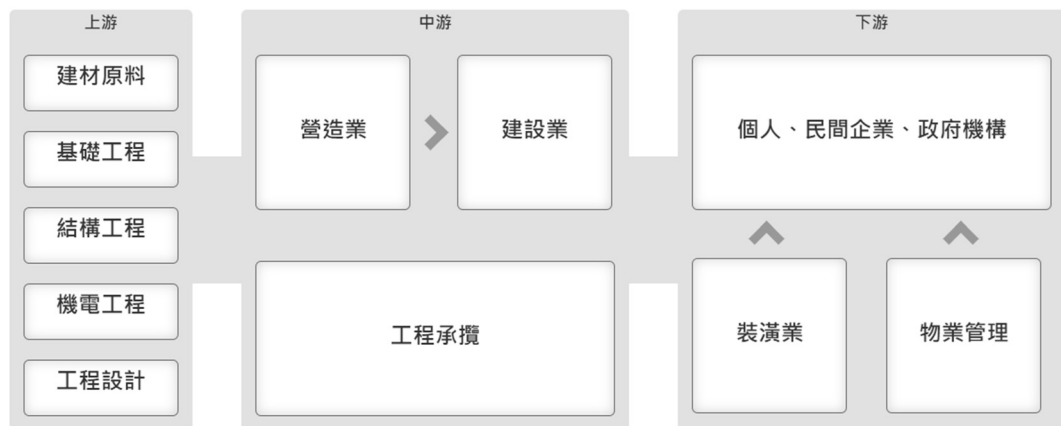 上游
建材原料
基礎工程
結構工程
機電工程
工程設計
中游
營造業
建設業
工程承攬
下游
個人、民間企業、政府機構
裝潢業
物業管理